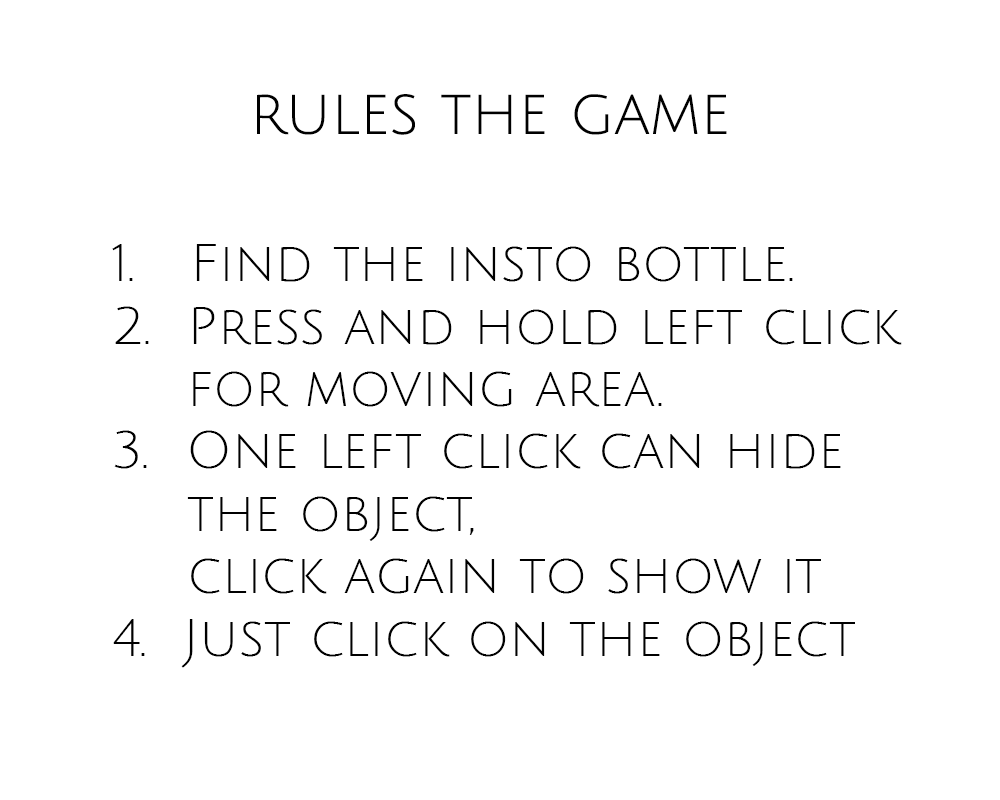 RULES THE GAME
1. FIND THE INSTO BOTTLE.
2. PRESS AND HOLD LEFT CLICK
FOR MOVING AREA.
3. ONE LEFT CLICK CAN HIDE
THE OBJECT,
CLICK AGAIN TO SHOW IT
4. JUST CLICK ON THE OBJECT